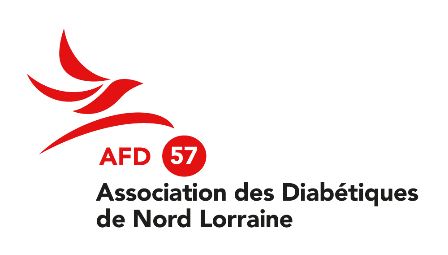 AFD 57
Association des Diabétiques
de Nord Lorraine